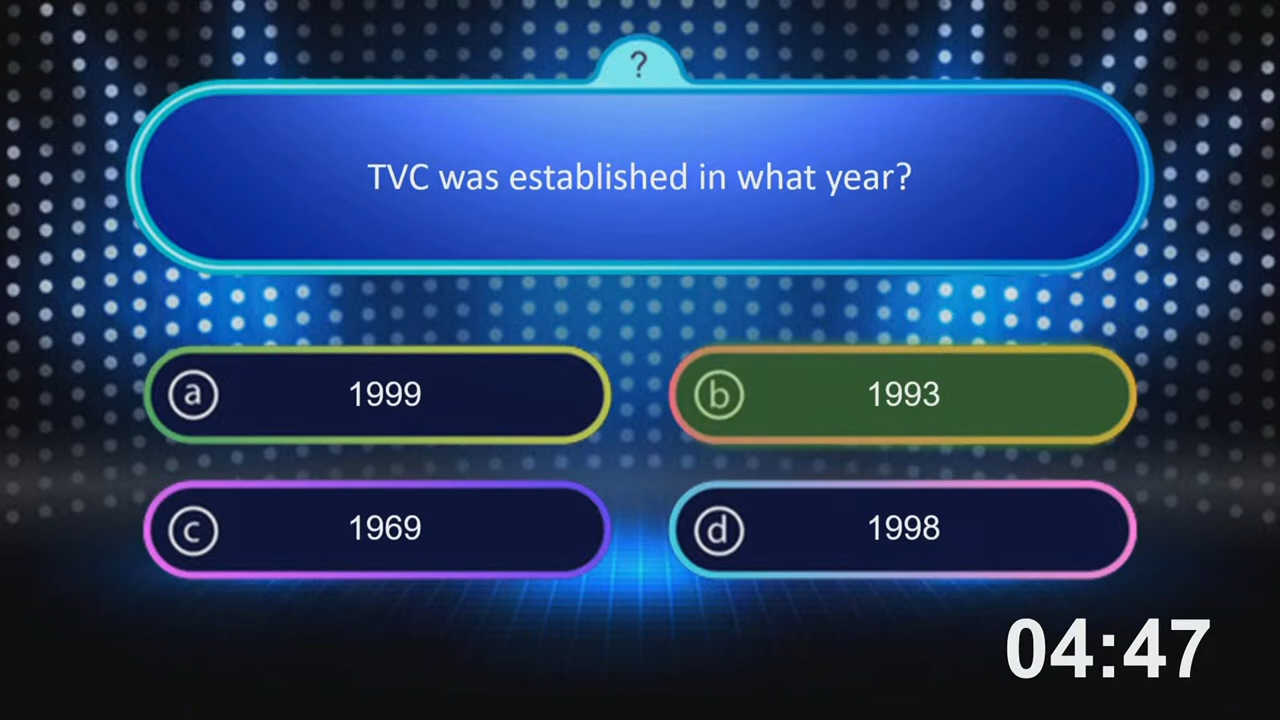 ?
TVC was established in what year?
a 1999
b 1993
c 1969
d 1998
04:47